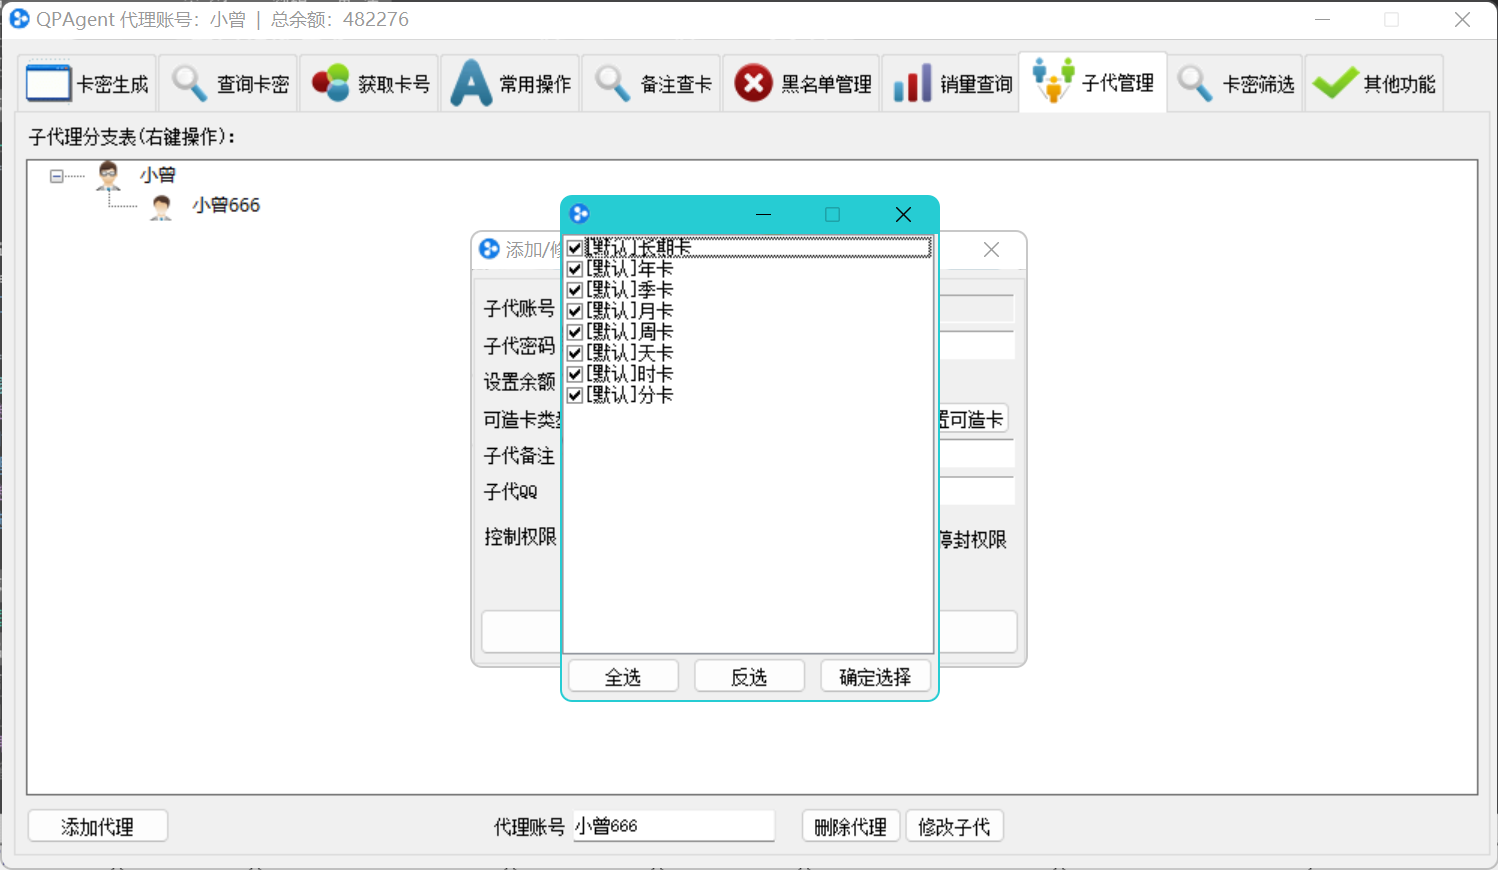 QPAgent 代理账号：小曾 | 总余额：482276
卡密生成
查询卡密
获取卡号
常用操作
备注查卡
黑名单管理
销量查询
子代管理
卡密筛选
其他功能
子代理分支表(右键操作)：
小曾
小曾666
添加/
子代账号
子代密码
设置余额
可造卡类
子代备注
子代QQ
控制权限
置可造卡
停封权限
[默认]长期卡
[默认]年卡
[默认]季卡
[默认]月卡
[默认]周卡
[默认]天卡
[默认]时卡
[默认]分卡
全选
反选
确定选择
添加代理
代理账号
小曾666
删除代理
修改子代